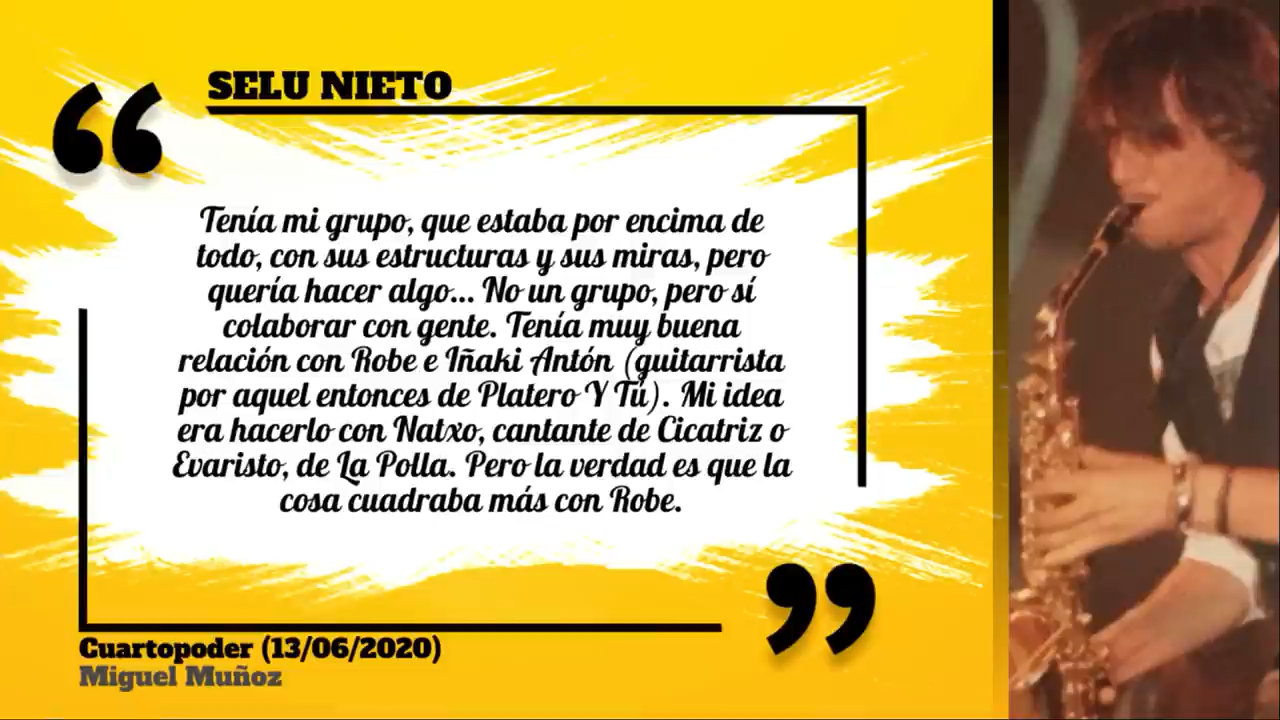 SELU NIETO
Tenía mi grupo, que estaba por encima de
todo, con sus estructuras y sus miras, pero
quería hacer algo... No un grupo, pero sí
colaborar con gente. Tenía muy buena
relación con Robe e Iñaki Antón (guitarrista
por aquel entonces de Platero Y Tú). Mi idea
era hacerlo con Natxo, cantante de Cicatriz o
Evaristo, de La Polla. Pero la verdad es que la
cosa cuadraba más con Robe.
Cuartopoder (13/06/2020)
Miguel Muñoz